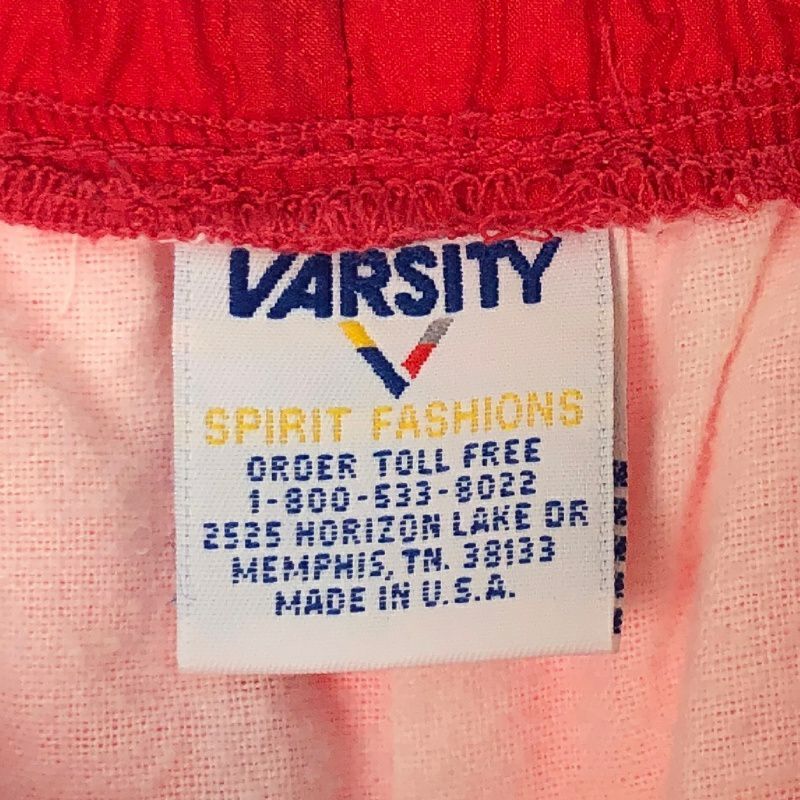 VARSITY
SPIRIT FASHIONS
ORDER TOLL FREE
1-800-533-8022
2525 HORIZON LAKE DR
MEMPHIS, TN. 38133
MADE IN U.S.A.